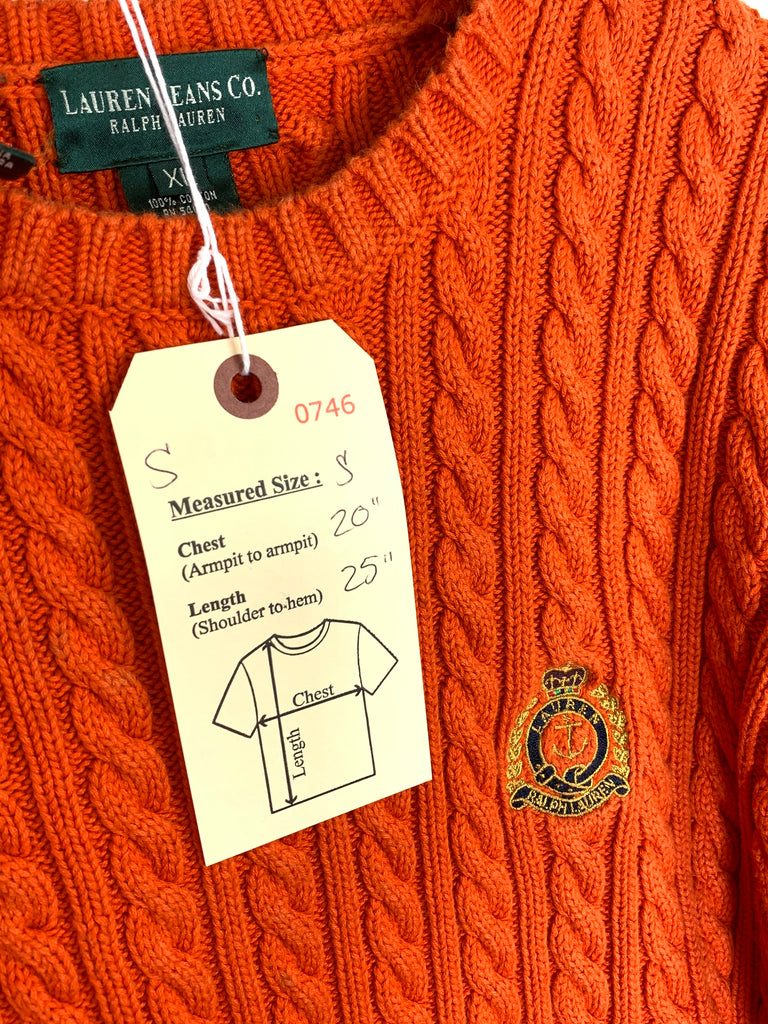 LAUREN JEANS CO.
RALPH LAUREN
XL
100% COTTON
0746
S
Measured Size : S
Chest 20"
(Armpit to armpit)
Length 25"
(Shoulder to-hem)
Chest
Length
LAUREN
RALPH LAUREN